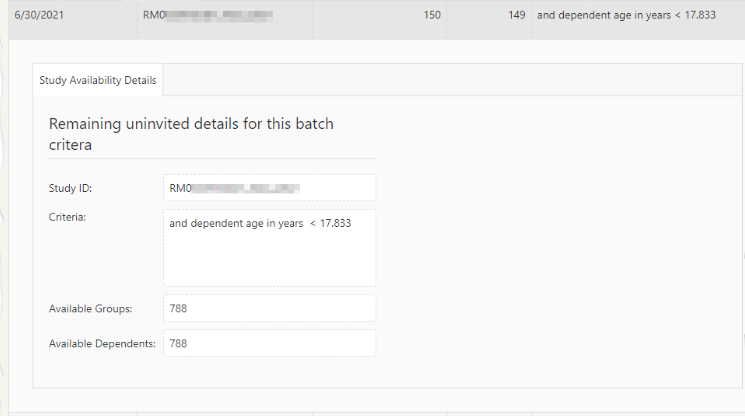 6/30/2021 RM0 150 149 and dependent age in years < 17.833
Study Availability Details
Remaining uninvited details for this batch
critera
Study ID: RM0
Criteria: and dependent age in years < 17.833
Available Groups: 788
Available Dependents: 788